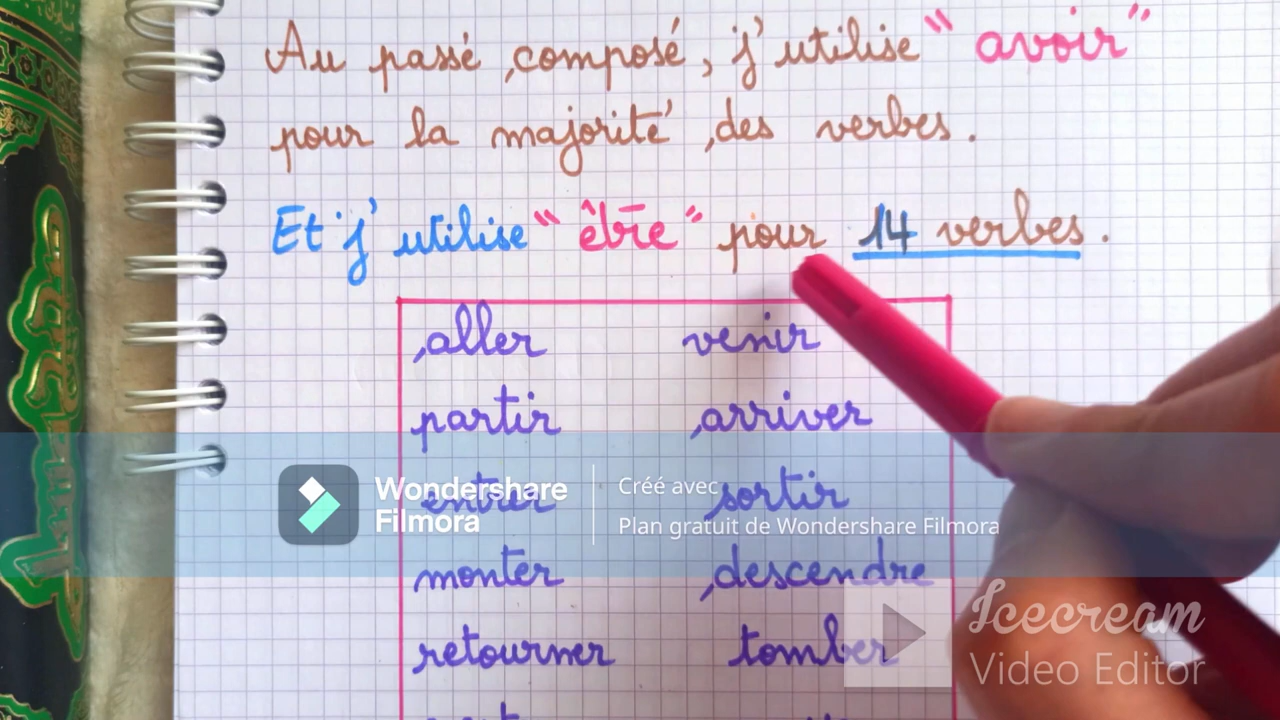 Au passé composé, j'utilise "avoir"
pour la majorité des verbes.
Et j'utilise "être" pour 14 verbes.
aller venir
partir arriver
entrer sortir
monter descendre
retourner tomber
Wondershare
Filmora
Créé avec
Plan gratuit de Wondershare Filmora
Icecream
Video Editor